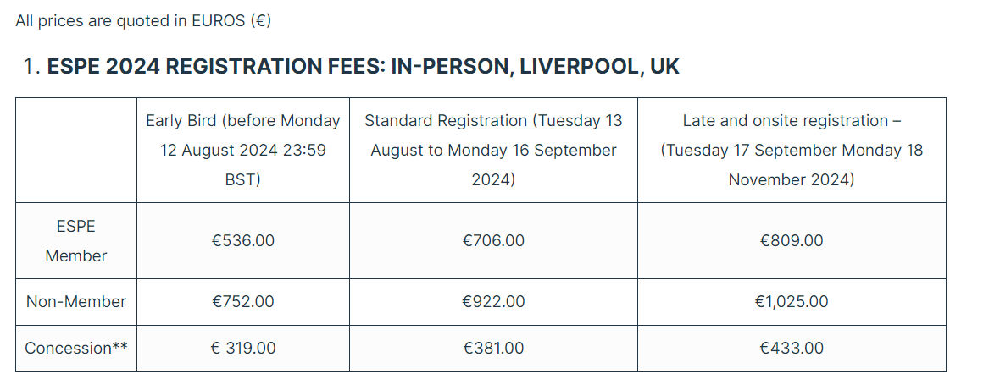 All prices are quoted in EUROS (€)
1. ESPE 2024 REGISTRATION FEES: IN-PERSON, LIVERPOOL, UK
Early Bird (before Monday
12 August 2024 23:59
BST)
Standard Registration (Tuesday 13
August to Monday 16 September
2024)
Late and onsite registration –
(Tuesday 17 September Monday 18
November 2024)
ESPE
Member
€536.00
€706.00
€809.00
Non-Member
€752.00
€922.00
€1,025.00
Concession**
€ 319.00
€381.00
€433.00